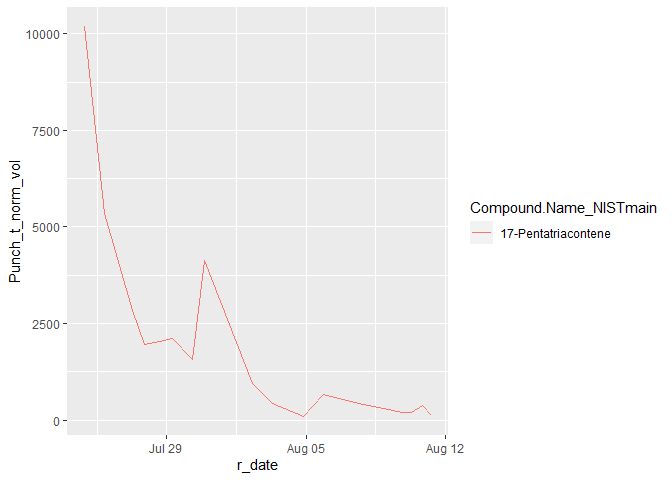 10000
7500
5000
2500
0
Punch_t_norm_vol
Jul 29
Aug 05
Aug 12
r_date
Compound.Name_NISTmain
17-Pentatriacontene